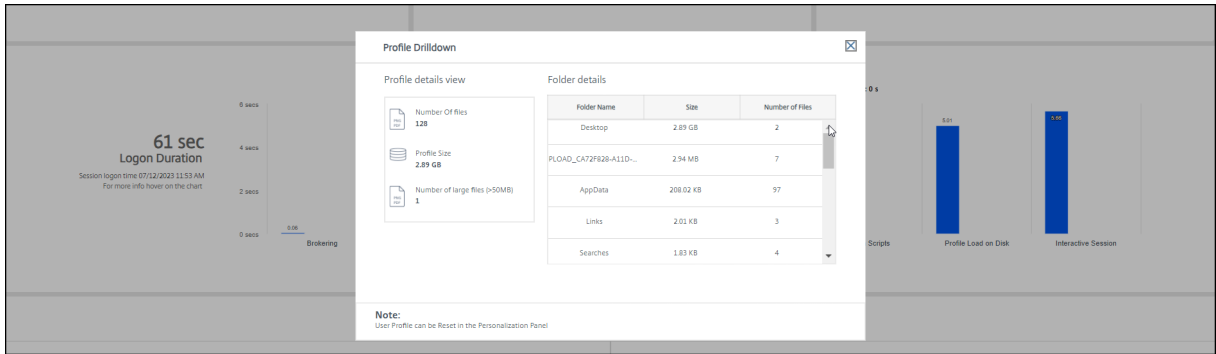 Profile Drilldown
Profile details view
Number Of files
128
Profile Size
2.89 GB
Number of large files (>50MB)
1
Folder details
Folder Name Size Number of Files
Desktop 2.89 GB 2
PLOAD_CA72F828-A11D-... 2.94 MB 7
AppData 208.02 KB 97
Links 2.01 KB 3
Searches 1.83 KB 4
Note:
User Profile can be Reset in the Personalization Panel
61 sec
Logon Duration
Session logon time 07/12/2023 11:53 AM
For more info hover on the chart
6 secs
4 secs
2 secs
0 secs
0.06
Brokering
: 0 s
5.01
Scripts
Profile Load on Disk
Interactive Session